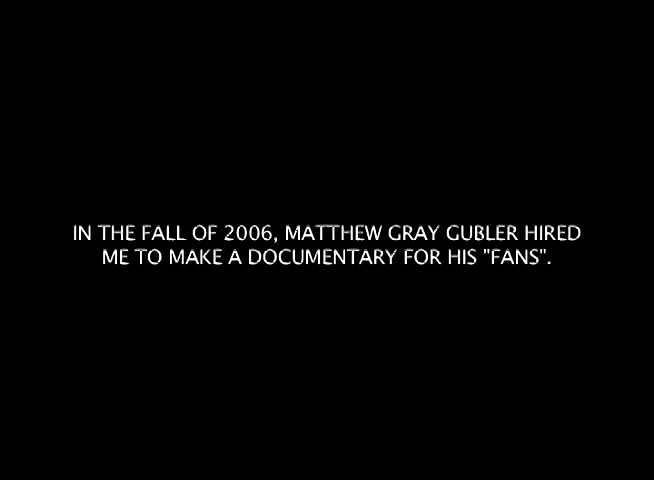 IN THE FALL OF 2006, MATTHEW GRAY GUBLER HIRED
ME TO MAKE A DOCUMENTARY FOR HIS "FANS".